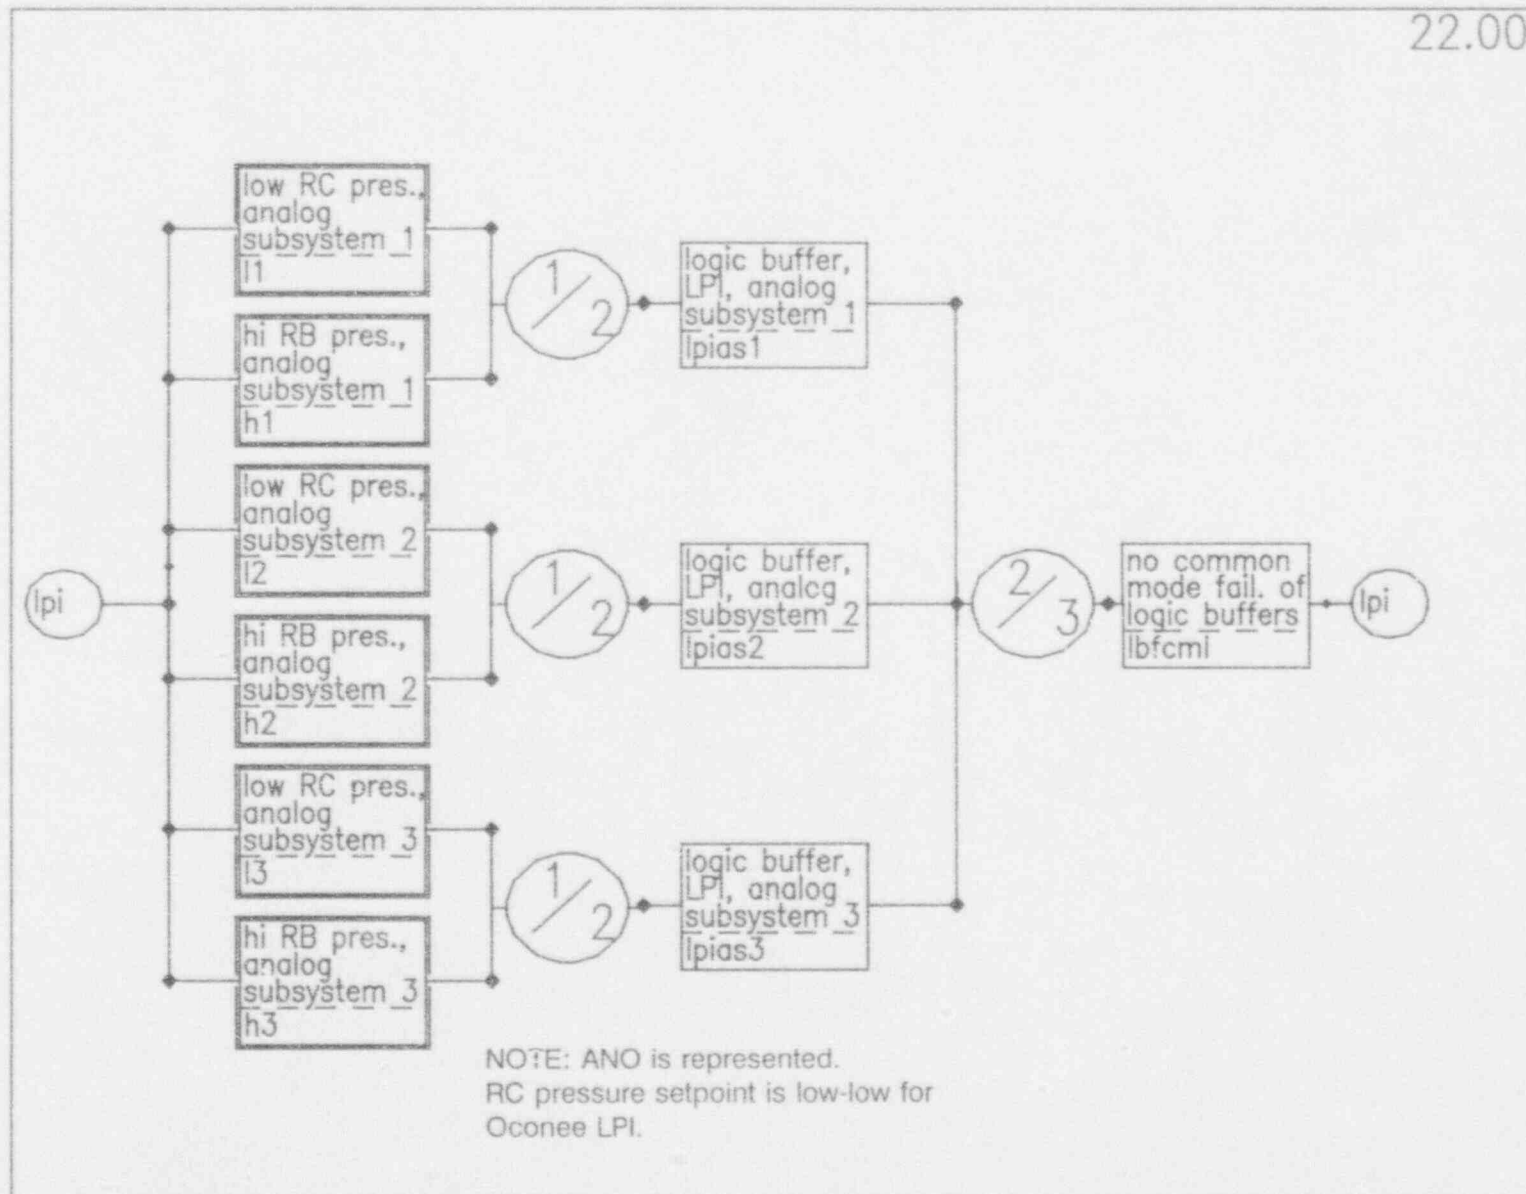 22.00
low RC pres.,
analog
subsystem 1
l1
hi RB pres.,
analog
subsystem 1
h1
1/2
logic buffer,
LPI, analog
subsystem 1
lpias1
low RC pres.,
analog
subsystem 2
l2
hi RB pres.,
analog
subsystem 2
h2
1/2
logic buffer,
LPI, analog
subsystem 2
lpias2
lpi
2/3
no common
mode fail. of
logic buffers
lbfcml
lpi
low RC pres.,
analog
subsystem 3
l3
hi RB pres.,
analog
subsystem 3
h3
1/2
logic buffer,
LPI, analog
subsystem 3
lpias3
NOTE: ANO is represented.
RC pressure setpoint is low-low for
Oconee LPI.